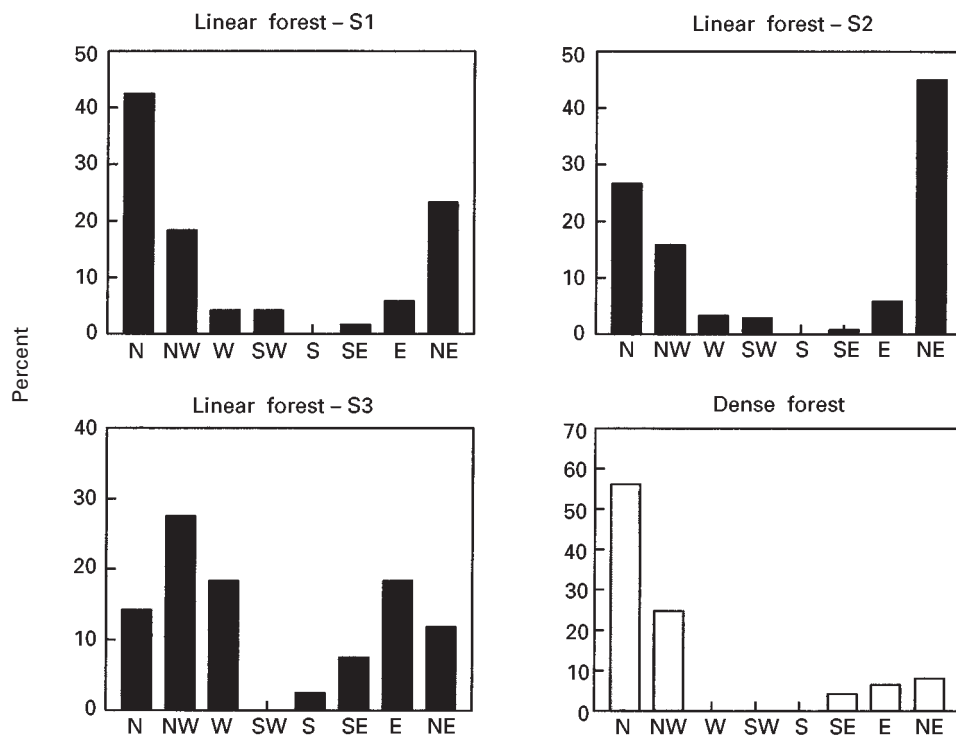 Linear forest – S1
50
40
30
20
10
0
N NW W SW S SE E NE
Linear forest – S2
50
40
30
20
10
0
N NW W SW S SE E NE
Percent
Linear forest – S3
40
30
20
10
0
N NW W SW S SE E NE
Dense forest
70
60
50
40
30
20
10
0
N NW W SW S SE E NE